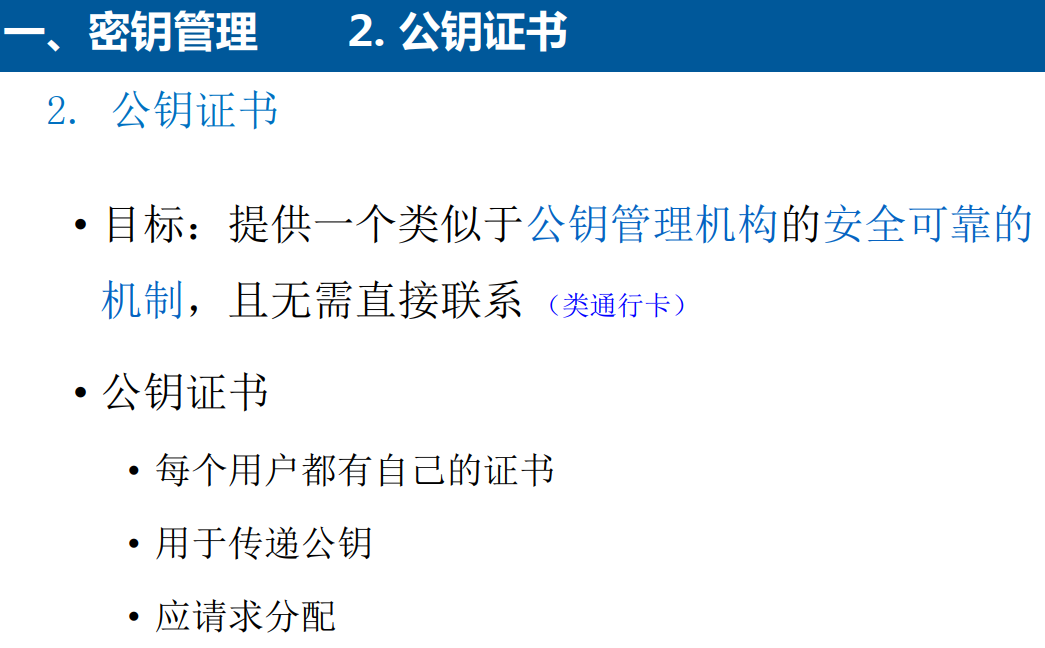 一、密钥管理 2. 公钥证书
2. 公钥证书
• 目标：提供一个类似于公钥管理机构的安全可靠的
机制，且无需直接联系（类通行卡）
• 公钥证书
• 每个用户都有自己的证书
• 用于传递公钥
• 应请求分配